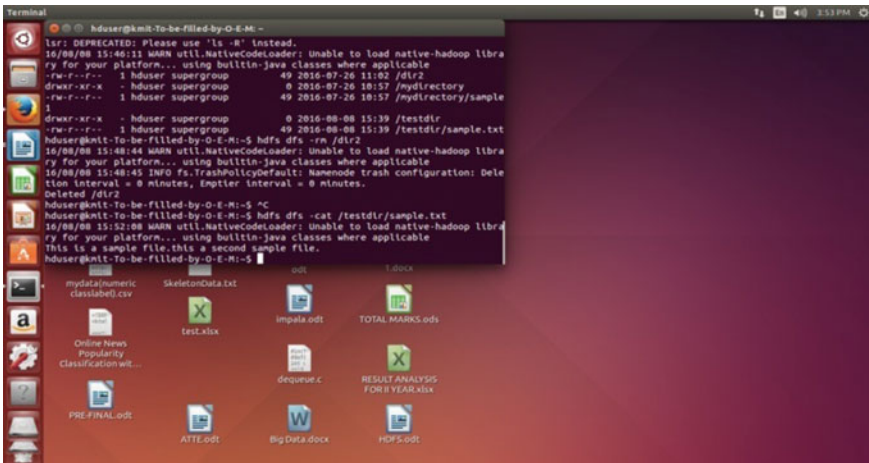 Terminal
En
3:53 PM
hduser@kmit-To-be-filled-by-O-E-M: ~
lsr: DEPRECATED: Please use 'ls -R' instead.
16/08/08 15:46:11 WARN util.NativeCodeLoader: Unable to load native-hadoop libra
ry for your platform... using builtin-java classes where applicable
-rw-r--r-- 1 hduser supergroup 49 2016-07-26 11:02 /dir2
drwxr-xr-x - hduser supergroup 0 2016-07-26 10:57 /mydirectory
-rw-r--r-- 1 hduser supergroup 49 2016-07-26 10:57 /mydirectory/sample
1
drwxr-xr-x - hduser supergroup 0 2016-08-08 15:39 /testdir
-rw-r--r-- 1 hduser supergroup 49 2016-08-08 15:39 /testdir/sample.txt
hduser@kmit-To-be-filled-by-O-E-M:~$ hdfs dfs -rm /dir2
16/08/08 15:48:44 WARN util.NativeCodeLoader: Unable to load native-hadoop libra
ry for your platform... using builtin-java classes where applicable
16/08/08 15:48:45 INFO fs.TrashPolicyDefault: Namenode trash configuration: Dele
tion interval = 0 minutes, Emptier interval = 0 minutes.
Deleted /dir2
hduser@kmit-To-be-filled-by-O-E-M:~$ ^C
hduser@kmit-To-be-filled-by-O-E-M:~$ hdfs dfs -cat /testdir/sample.txt
16/08/08 15:52:08 WARN util.NativeCodeLoader: Unable to load native-hadoop libra
ry for your platform... using builtin-java classes where applicable
This is a sample file.this a second sample file.
hduser@kmit-To-be-filled-by-O-E-M:~$
odt
1.docx
mydata(numeric
classlabel).csv
SkeletonData.txt
test.xlsx
impala.odt
TOTAL MARKS.ods
Online News
Popularity
Classification wit...
dequeue.c
RESULT ANALYSIS
FOR II YEAR.xlsx
PRE-FINAL.odt
ATTE.odt
Big Data.docx
HDFS.odt